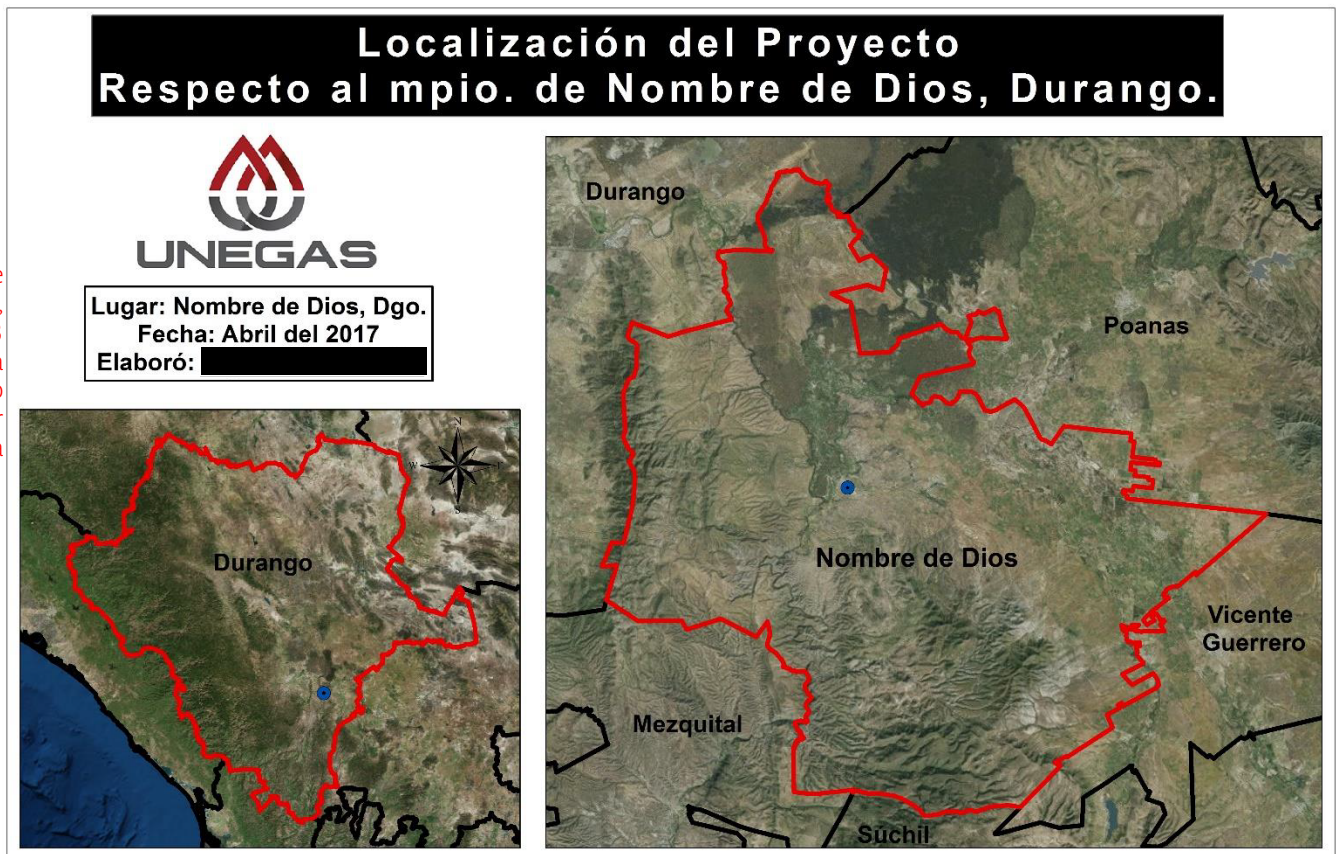 Localización del Proyecto
Respecto al mpio. de Nombre de Dios, Durango.
UNEGAS
Lugar: Nombre de Dios, Dgo.
Fecha: Abril del 2017
Elaboró:
N
W
E
S
Durango
Durango
Poanas
Nombre de Dios
Vicente
Guerrero
Mezquital
Súchil